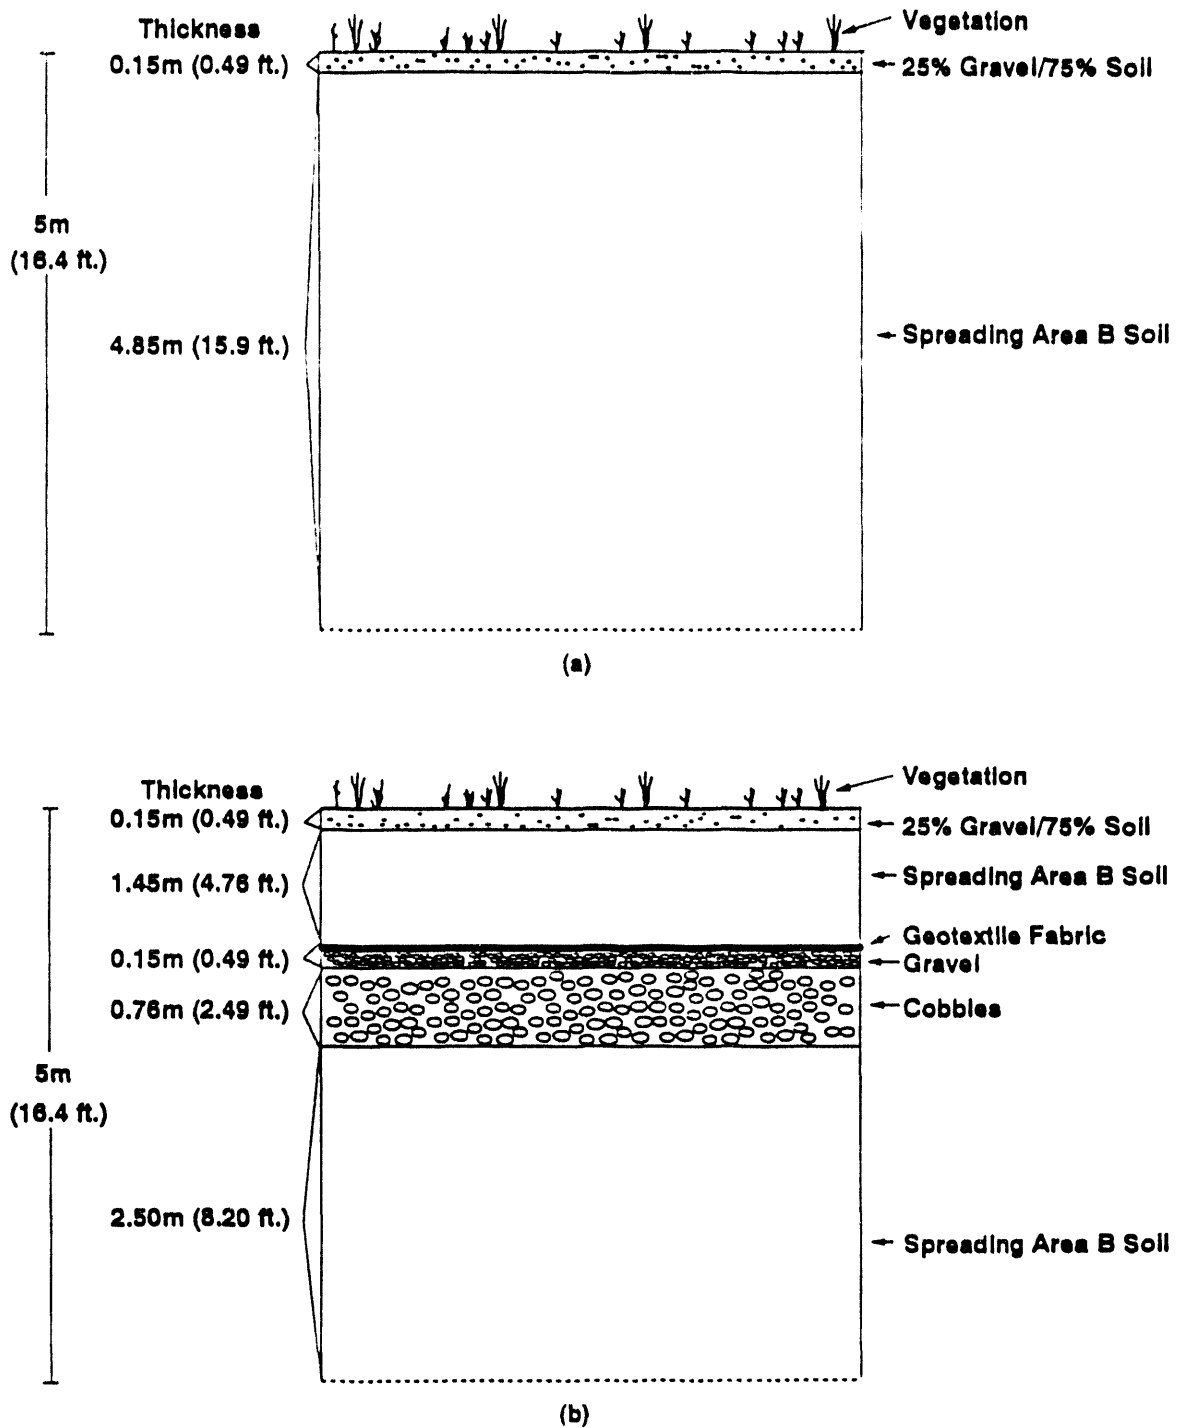 Thickness
Vegetation
0.15m (0.49 ft.)
25% Gravel/75% Soil
5m
(16.4 ft.)
4.85m (15.9 ft.)
Spreading Area B Soil
(a)
Thickness
Vegetation
0.15m (0.49 ft.)
25% Gravel/75% Soil
1.45m (4.76 ft.)
Spreading Area B Soil
Geotextile Fabric
0.15m (0.49 ft.)
Gravel
0.76m (2.49 ft.)
Cobbles
5m
(16.4 ft.)
2.50m (8.20 ft.)
Spreading Area B Soil
(b)